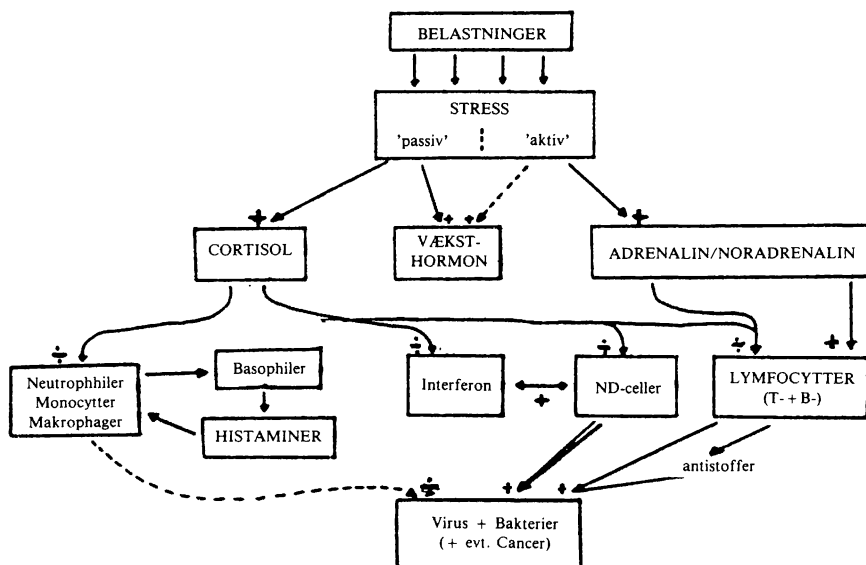 BELASTNINGER
STRESS
'passiv' 'aktiv'
+ + + +
CORTISOL
VÆKST-
HORMON
ADRENALIN/NORADRENALIN
÷ ÷ ÷ ÷ +
Neutrophhiler
Monocytter
Makrophager
Basophiler
HISTAMINER
Interferon
+
ND-celler
LYMFOCYTTER
(T- + B-)
antistoffer
÷ + +
Virus + Bakterier
(+ evt. Cancer)